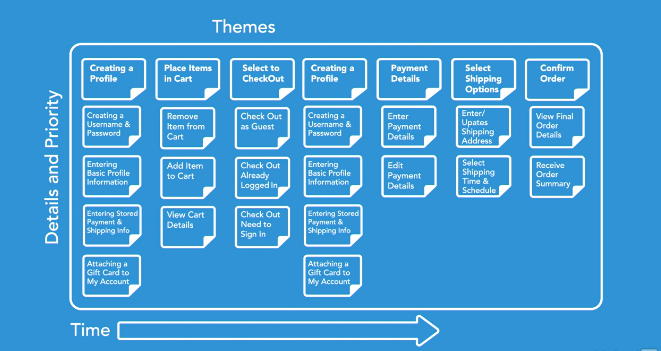 Themes
Details and Priority
Creating a
Profile
Place Items
in Cart
Select to
CheckOut
Creating a
Profile
Payment
Details
Select
Shipping
Options
Confirm
Order
Creating a
Username &
Password
Remove
Item from
Cart
Check Out
as Guest
Creating a
Username &
Password
Enter
Payment
Details
Enter/
Upates
Shipping
Address
View Final
Order
Details
Entering
Basic Profile
Information
Add Item
to Cart
Check Out
Already
Logged In
Entering
Basic Profile
Information
Edit
Payment
Details
Select
Shipping
Time &
Schedule
Receive
Order
Summary
Entering Stored
Payment &
Shipping Info
View Cart
Details
Check Out
Need to
Sign In
Entering Stored
Payment &
Shipping Info
Attaching a
Gift Card to
My Account
Attaching a
Gift Card to
My Account
Time